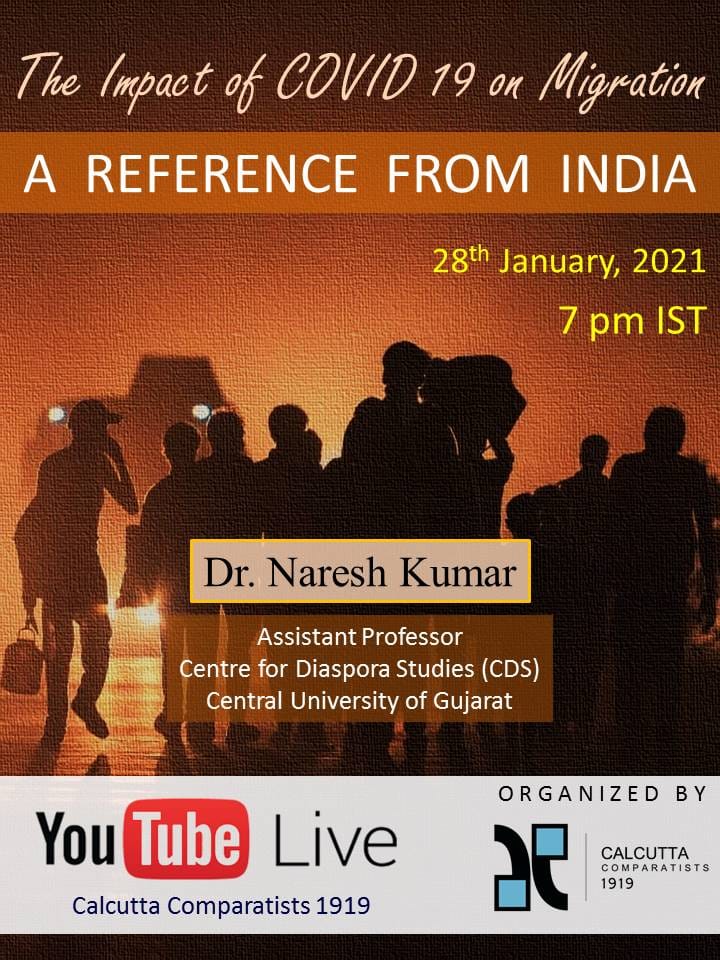 The Impact of COVID 19 on Migration
A REFERENCE FROM INDIA
28th January, 2021
7 pm IST
Dr. Naresh Kumar
Assistant Professor
Centre for Diaspora Studies (CDS)
Central University of Gujarat
ORGANIZED BY
YouTube Live
Calcutta Comparatists 1919
CALCUTTA
COMPARATISTS
1919